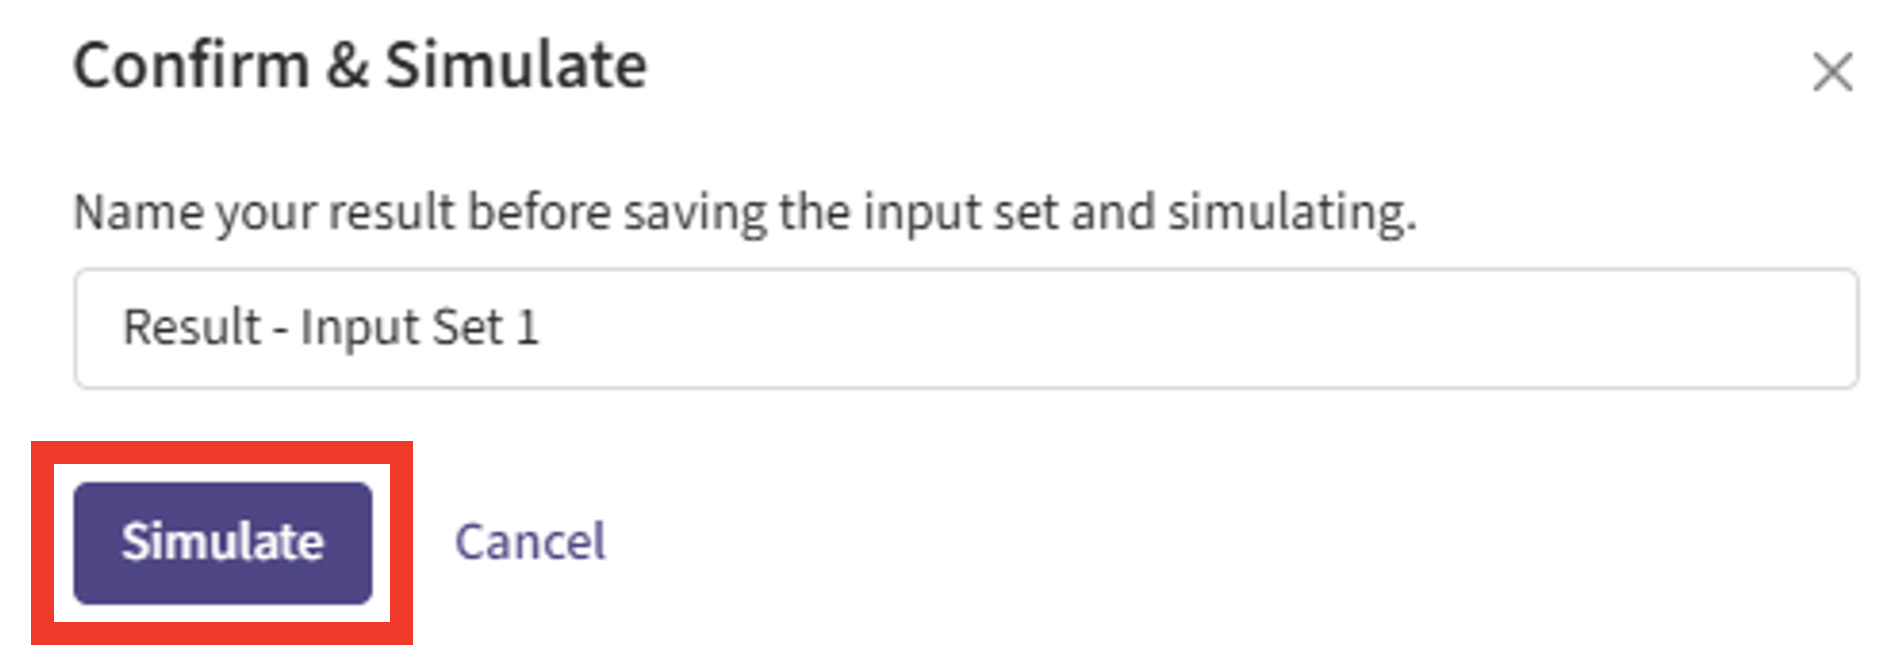 Confirm & Simulate
Name your result before saving the input set and simulating.
Result - Input Set 1
Simulate Cancel